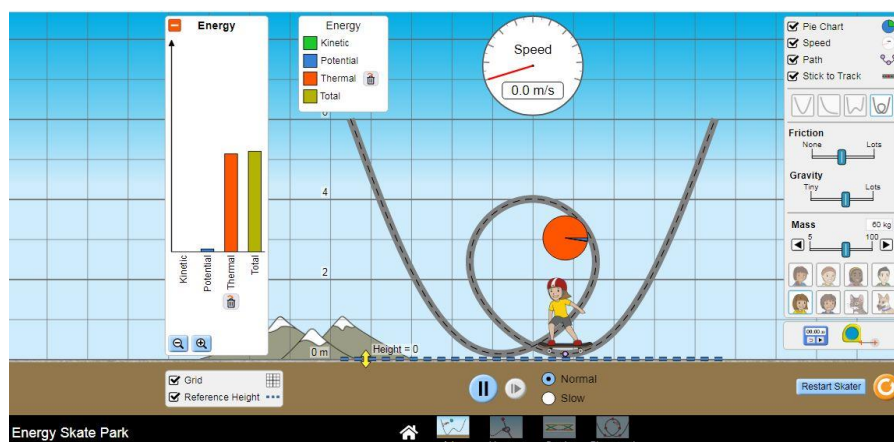 Energy
Kinetic
Potential
Thermal
Total
Energy
Kinetic
Potential
Thermal
Total
Speed
0.0 m/s
Pie Chart
Speed
Path
Stick to Track
Friction
None
Lots
Gravity
Tiny
Lots
Mass
60 kg
5
100
4
2
0 m
Height = 0
Grid
Reference Height
Normal
Slow
Restart Skater
Energy Skate Park